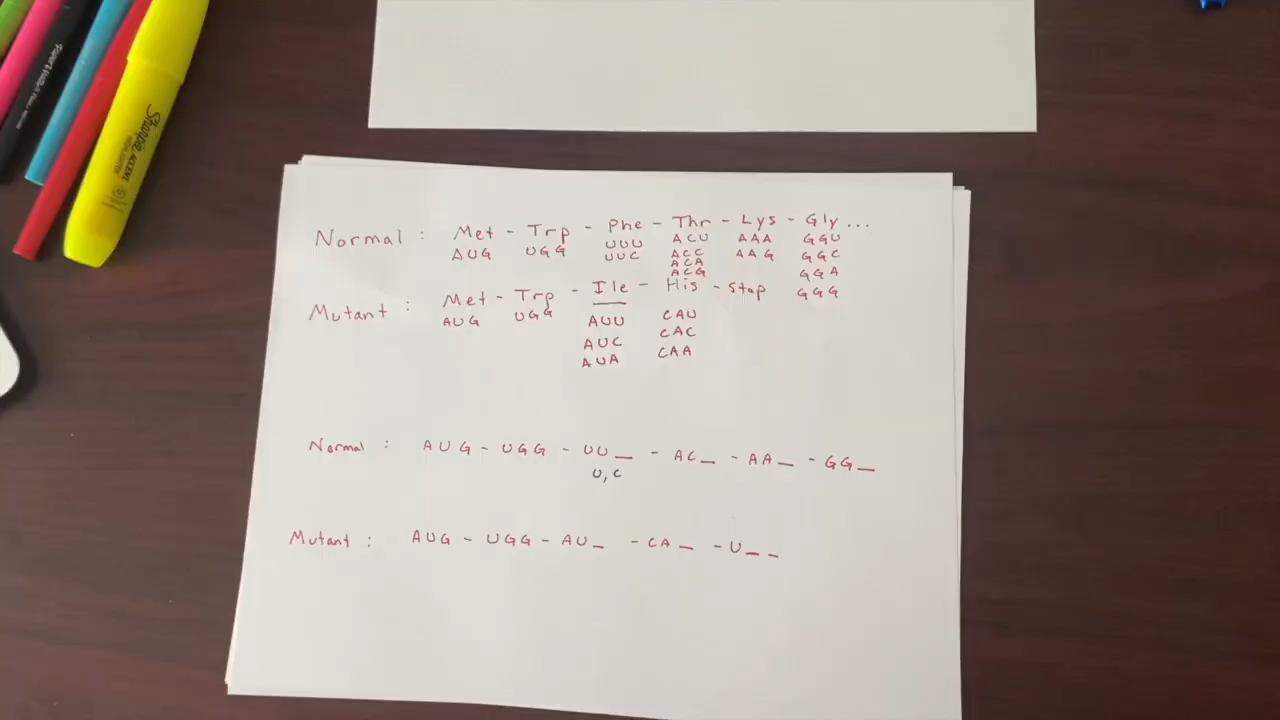 Normal : Met - Trp - Phe - Thr - Lys - Gly ...
AUG UGG UUU ACU AAA GGU
UUC ACC AAG GGC
ACA GGA
ACG GGG
Mutant : Met - Trp - Ile - His - Stop
AUG UGG AUU CAU
AUC CAC
AUA CAA
Normal : AUG - UGG - UU_ - AC_ - AA_ - GG_
U, C
Mutant : AUG - UGG - AU_ - CA_ - U_ _
Sharpie ACCENT